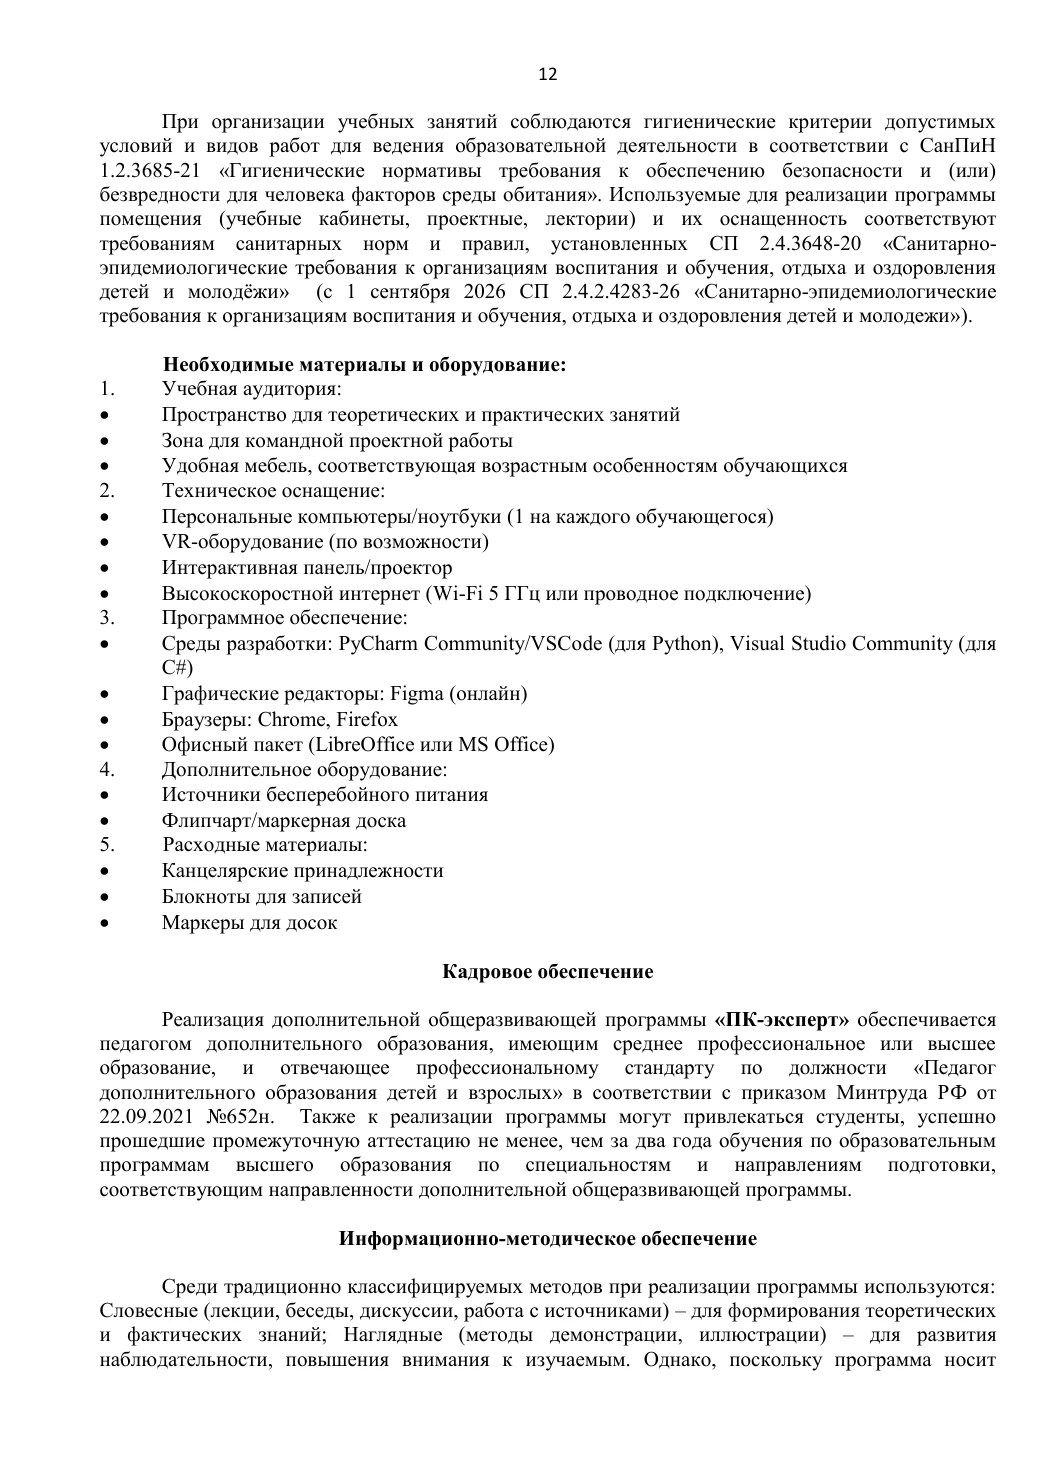 12
При организации учебных занятий соблюдаются гигиенические критерии допустимых
условий и видов работ для ведения образовательной деятельности в соответствии с СанПиН
1.2.3685-21 «Гигиенические нормативы требования к обеспечению безопасности и (или)
безвредности для человека факторов среды обитания». Используемые для реализации программы
помещения (учебные кабинеты, проектные, лектории) и их оснащенность соответствуют
требованиям санитарных норм и правил, установленных СП 2.4.3648-20 «Санитарно-
эпидемиологические требования к организациям воспитания и обучения, отдыха и оздоровления
детей и молодёжи» (с 1 сентября 2026 СП 2.4.2.4283-26 «Санитарно-эпидемиологические
требования к организациям воспитания и обучения, отдыха и оздоровления детей и молодежи»).
Необходимые материалы и оборудование:
1. Учебная аудитория:
• Пространство для теоретических и практических занятий
• Зона для командной проектной работы
• Удобная мебель, соответствующая возрастным особенностям обучающихся
2. Техническое оснащение:
• Персональные компьютеры/ноутбуки (1 на каждого обучающегося)
• VR-оборудование (по возможности)
• Интерактивная панель/проектор
• Высокоскоростной интернет (Wi-Fi 5 ГГц или проводное подключение)
3. Программное обеспечение:
• Среды разработки: PyCharm Community/VSCode (для Python), Visual Studio Community (для
C#)
• Графические редакторы: Figma (онлайн)
• Браузеры: Chrome, Firefox
• Офисный пакет (LibreOffice или MS Office)
4. Дополнительное оборудование:
• Источники бесперебойного питания
• Флипчарт/маркерная доска
5. Расходные материалы:
• Канцелярские принадлежности
• Блокноты для записей
• Маркеры для досок
Кадровое обеспечение
Реализация дополнительной общеразвивающей программы «ПК-эксперт» обеспечивается
педагогом дополнительного образования, имеющим среднее профессиональное или высшее
образование, и отвечающее профессиональному стандарту по должности «Педагог
дополнительного образования детей и взрослых» в соответствии с приказом Минтруда РФ от
22.09.2021 №652н. Также к реализации программы могут привлекаться студенты, успешно
прошедшие промежуточную аттестацию не менее, чем за два года обучения по образовательным
программам высшего образования по специальностям и направлениям подготовки,
соответствующим направленности дополнительной общеразвивающей программы.
Информационно-методическое обеспечение
Среди традиционно классифицируемых методов при реализации программы используются:
Словесные (лекции, беседы, дискуссии, работа с источниками) – для формирования теоретических
и фактических знаний; Наглядные (методы демонстрации, иллюстрации) – для развития
наблюдательности, повышения внимания к изучаемым. Однако, поскольку программа носит